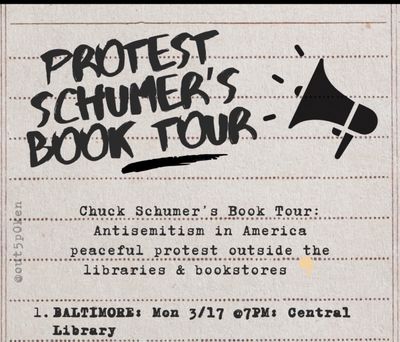 PROTEST
SCHUMER'S
BOOK TOUR
Chuck Schumer's Book Tour:
Antisemitism in America
peaceful protest outside the
libraries & bookstores 👇
@out5p0ken
1. BALTIMORE: Mon 3/17 @7PM: Central
Library